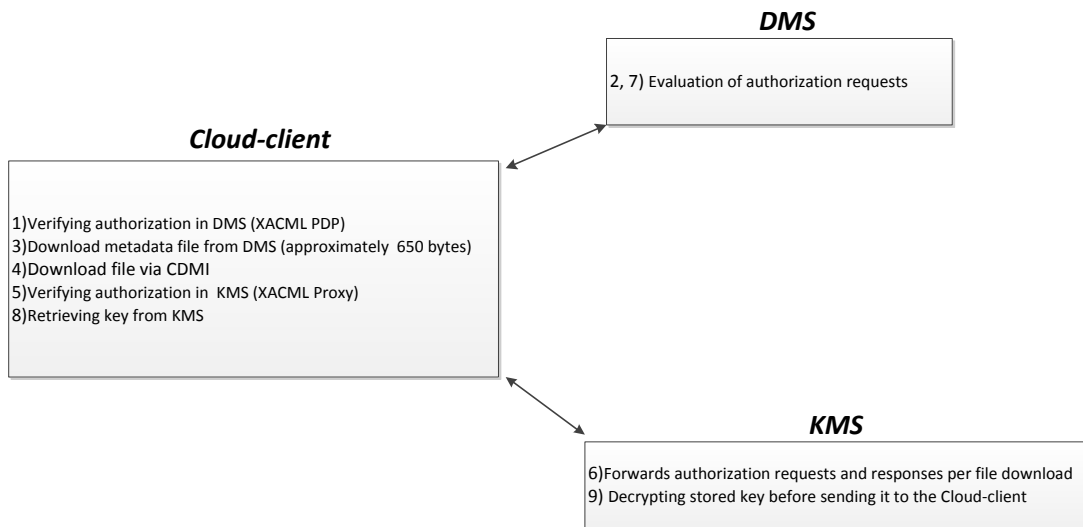 DMS
2, 7) Evaluation of authorization requests
Cloud-client
1)Verifying authorization in DMS (XACML PDP)
3)Download metadata file from DMS (approximately 650 bytes)
4)Download file via CDMI
5)Verifying authorization in KMS (XACML Proxy)
8)Retrieving key from KMS
KMS
6)Forwards authorization requests and responses per file download
9) Decrypting stored key before sending it to the Cloud-client